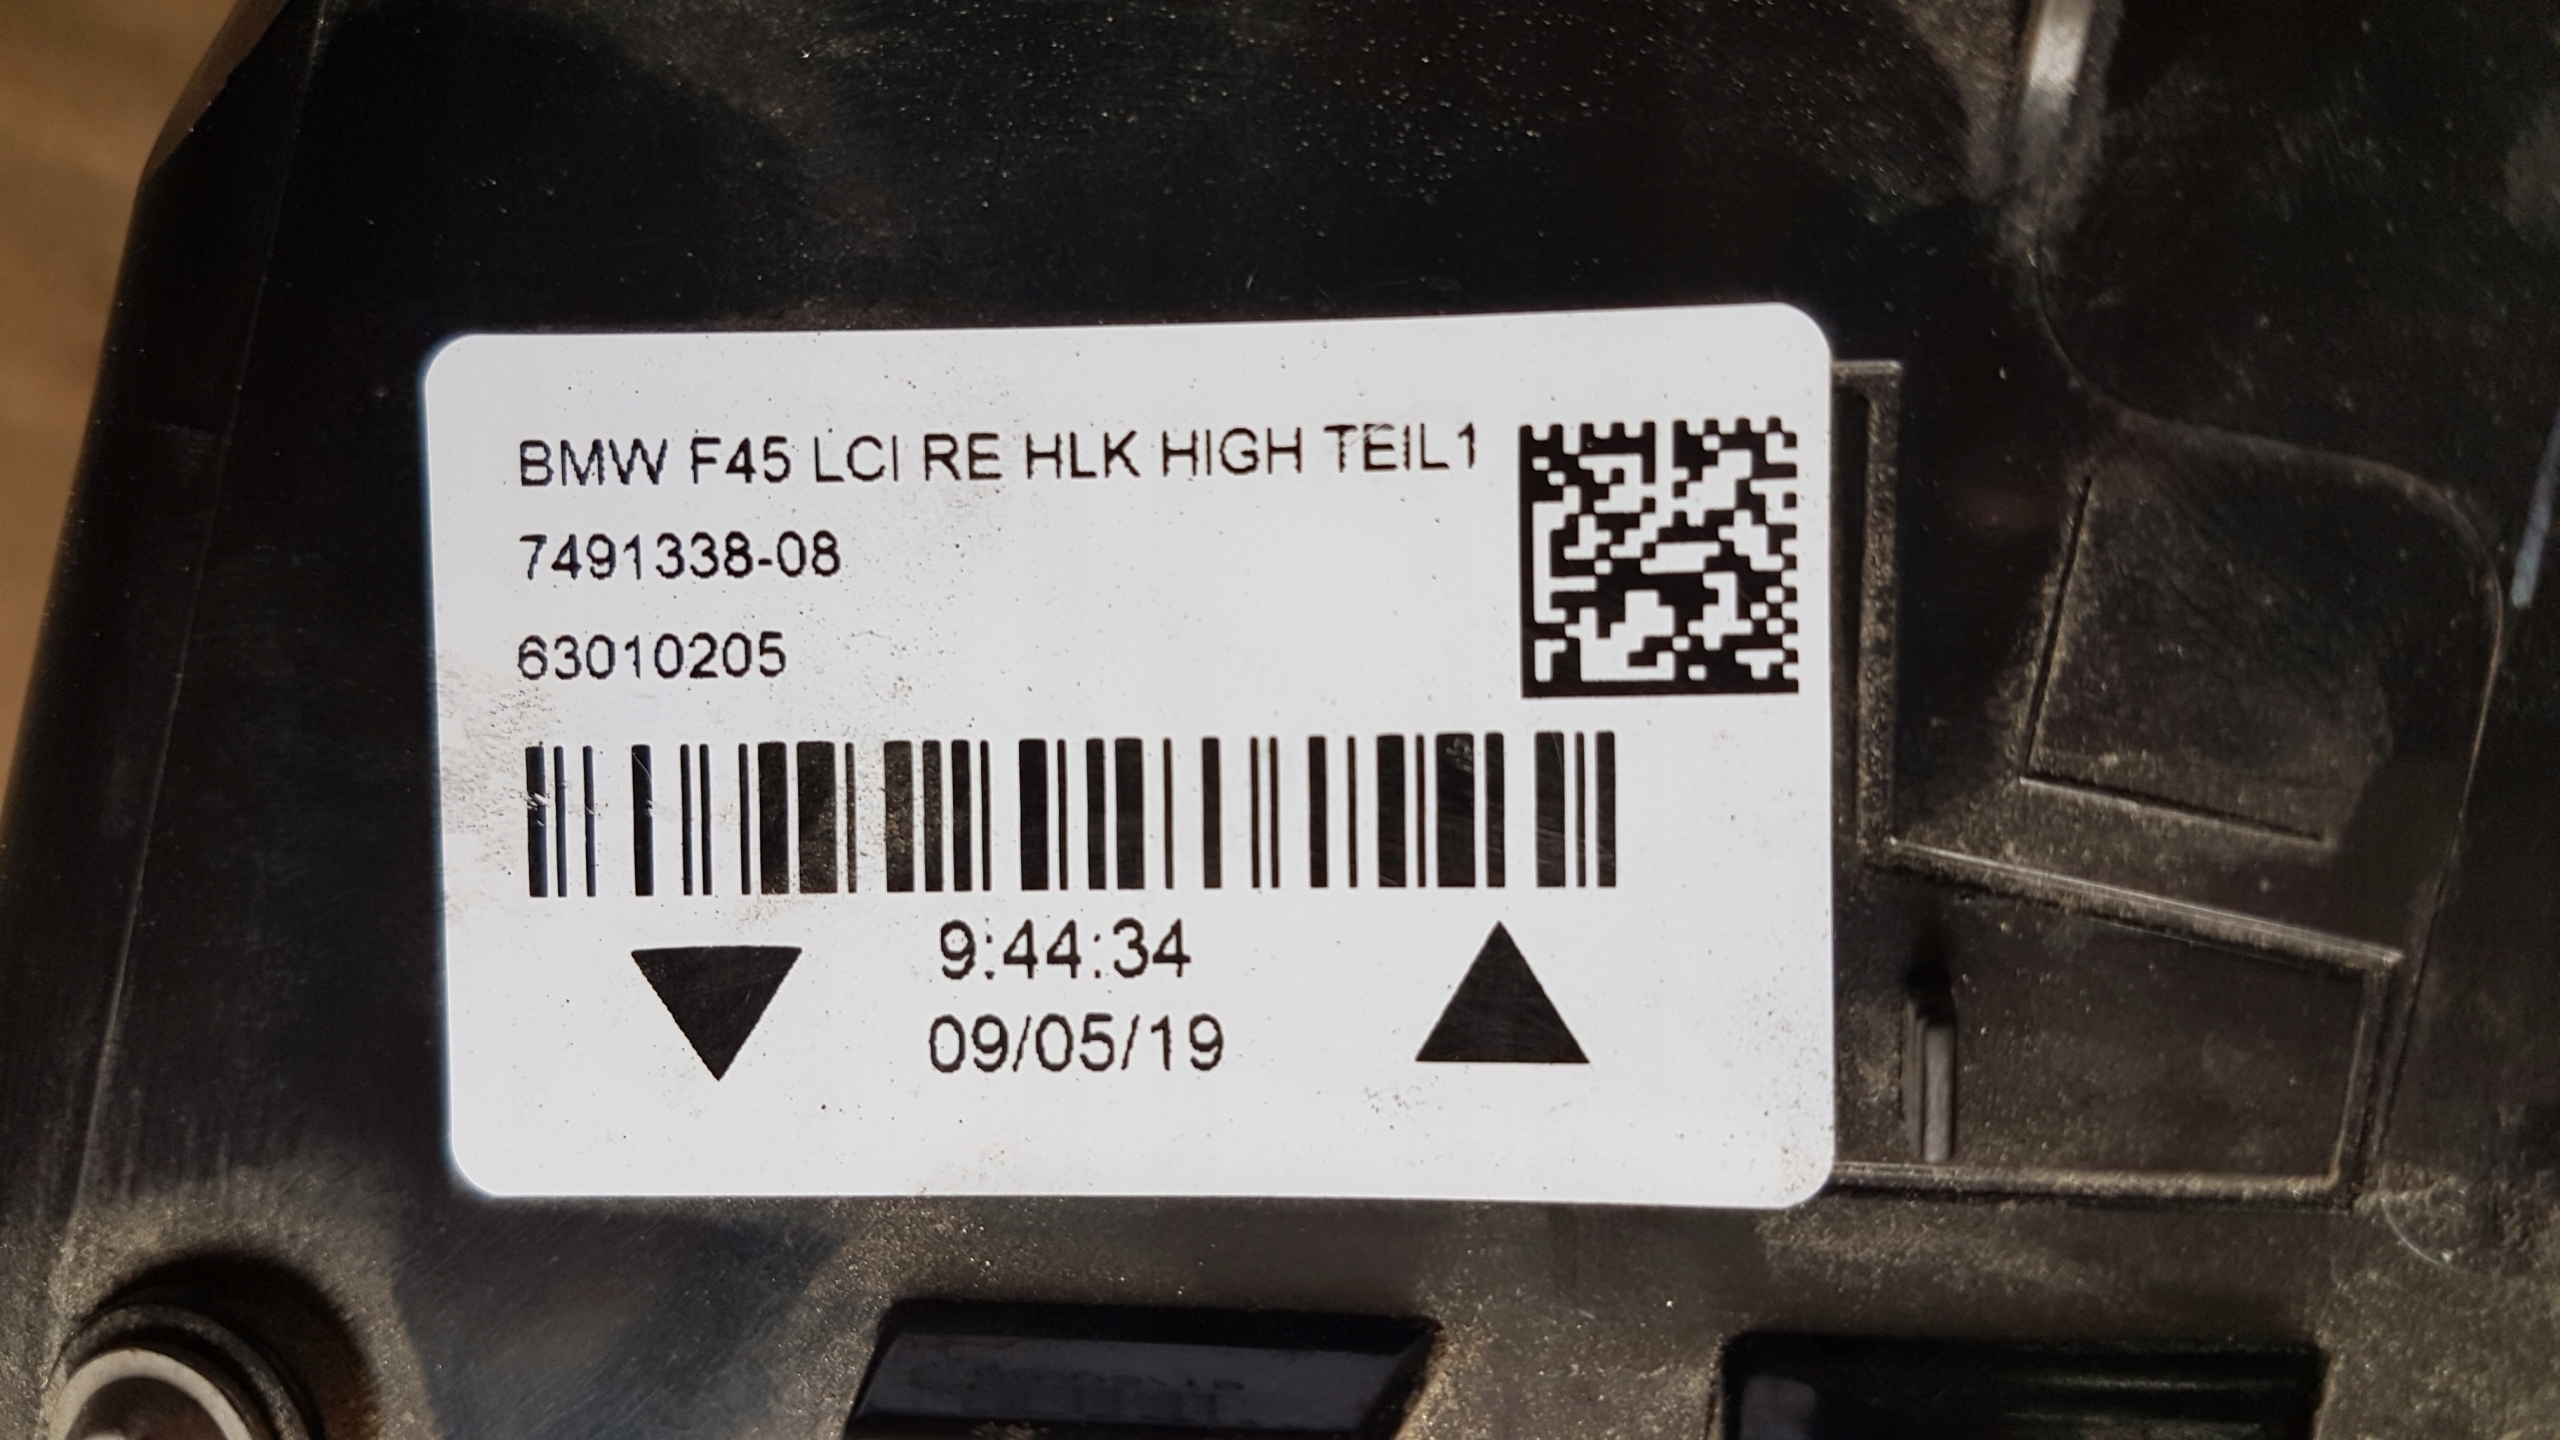 BMW F45 LCI RE HLK HIGH TEIL1
7491338-08
63010205
9:44:34
09/05/19